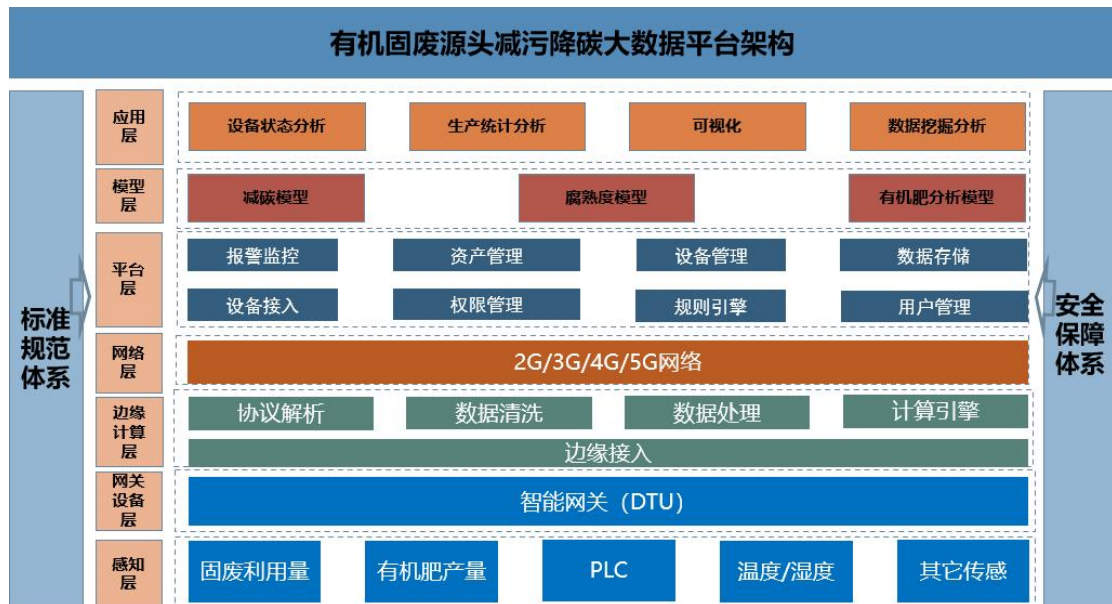 有机固废源头减污降碳大数据平台架构
标准
规范
体系
应用
层
设备状态分析
生产统计分析
可视化
数据挖掘分析
模型
层
减碳模型
腐熟度模型
有机肥分析模型
平台
层
报警监控
资产管理
设备管理
数据存储
设备接入
权限管理
规则引擎
用户管理
网络
层
2G/3G/4G/5G网络
边缘
计算
层
协议解析
数据清洗
数据处理
计算引擎
边缘接入
网关
设备
层
智能网关（DTU）
感知
层
固废利用量
有机肥产量
PLC
温度/湿度
其它传感
安全
保障
体系